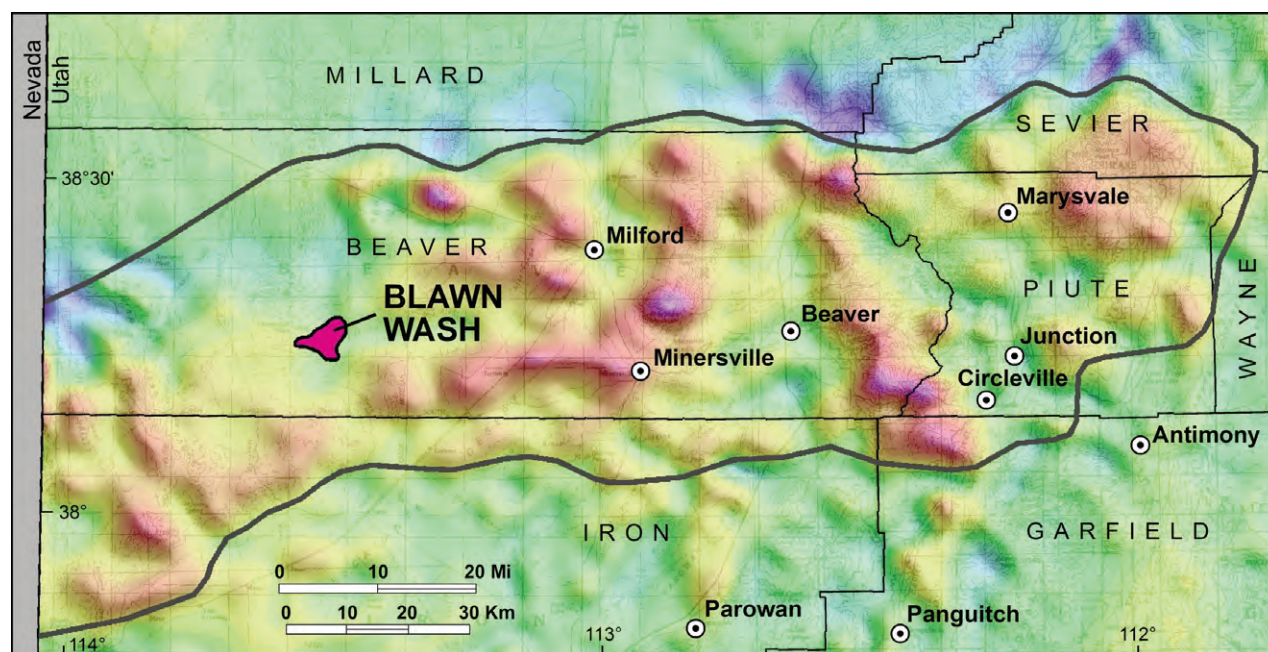 Nevada
Utah
MILLARD
SEVIER
38°30'
Marysvale
BEAVER
Milford
WAYNE
PIUTE
BLAWN
WASH
Beaver
Junction
Minersville
Circleville
Antimony
38°
IRON
GARFIELD
0 10 20 Mi
0 10 20 30 Km
Parowan
Panguitch
114°
113°
112°